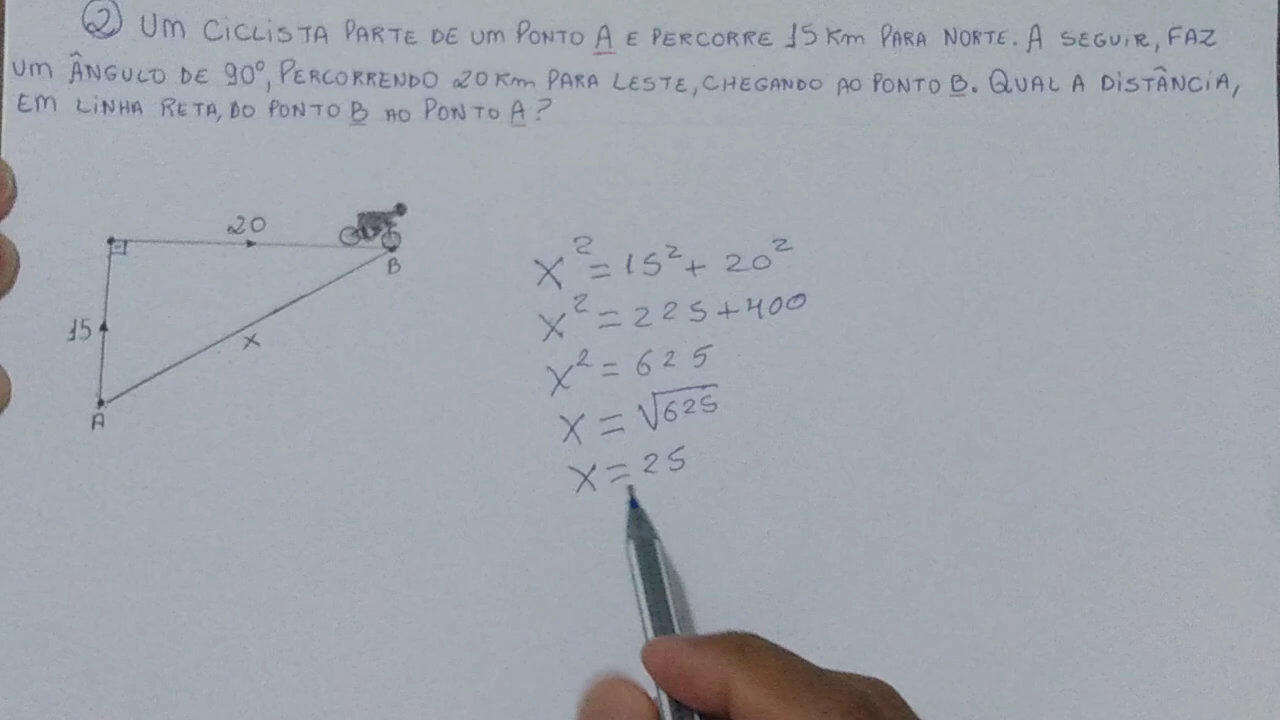 ② UM CICLISTA PARTE DE UM PONTO A E PERCORRE 15 Km PARA NORTE. A SEGUIR, FAZ
UM ÂNGULO DE 90°, PERCORRENDO 20 Km PARA LESTE, CHEGANDO AO PONTO B. QUAL A DISTÂNCIA,
EM LINHA RETA, DO PONTO B AO PONTO A?
20
B
15
x
A
x² = 15² + 20²
x² = 225 + 400
x² = 625
x = √625
x = 25